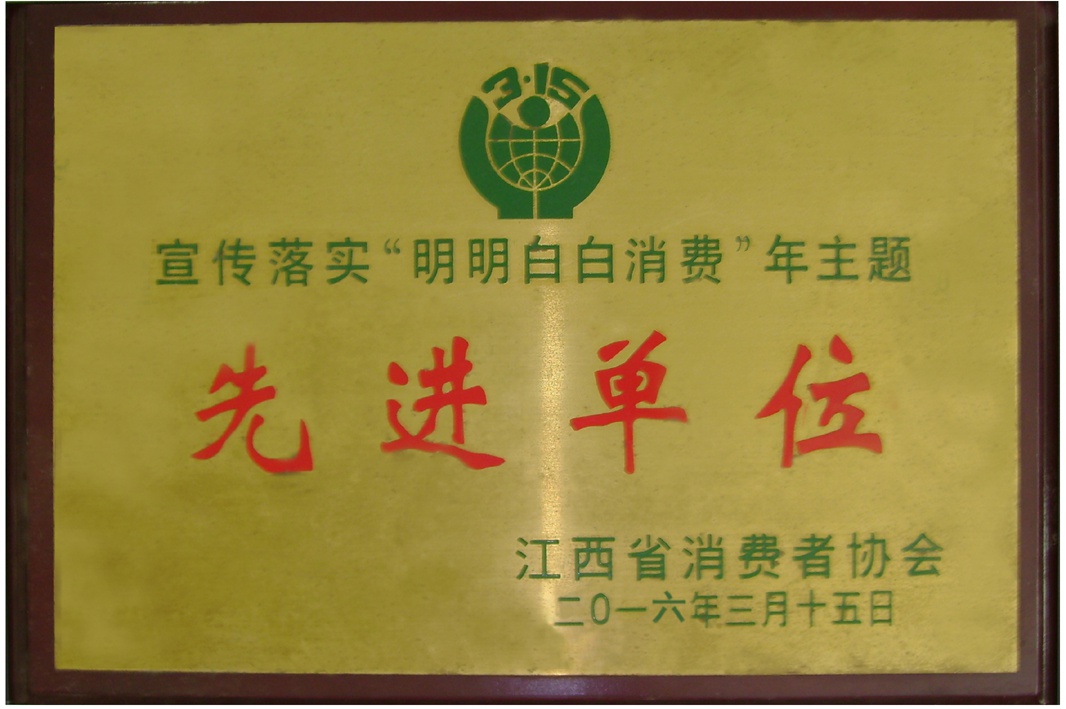 3·15
宣传落实“明明白白消费”年主题
先进单位
江西省消费者协会
二〇一六年三月十五日